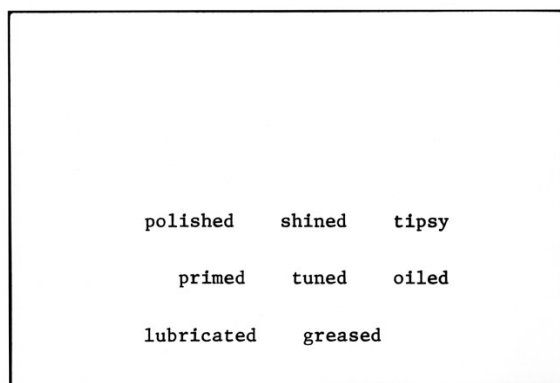 polished shined tipsy
primed tuned oiled
lubricated greased